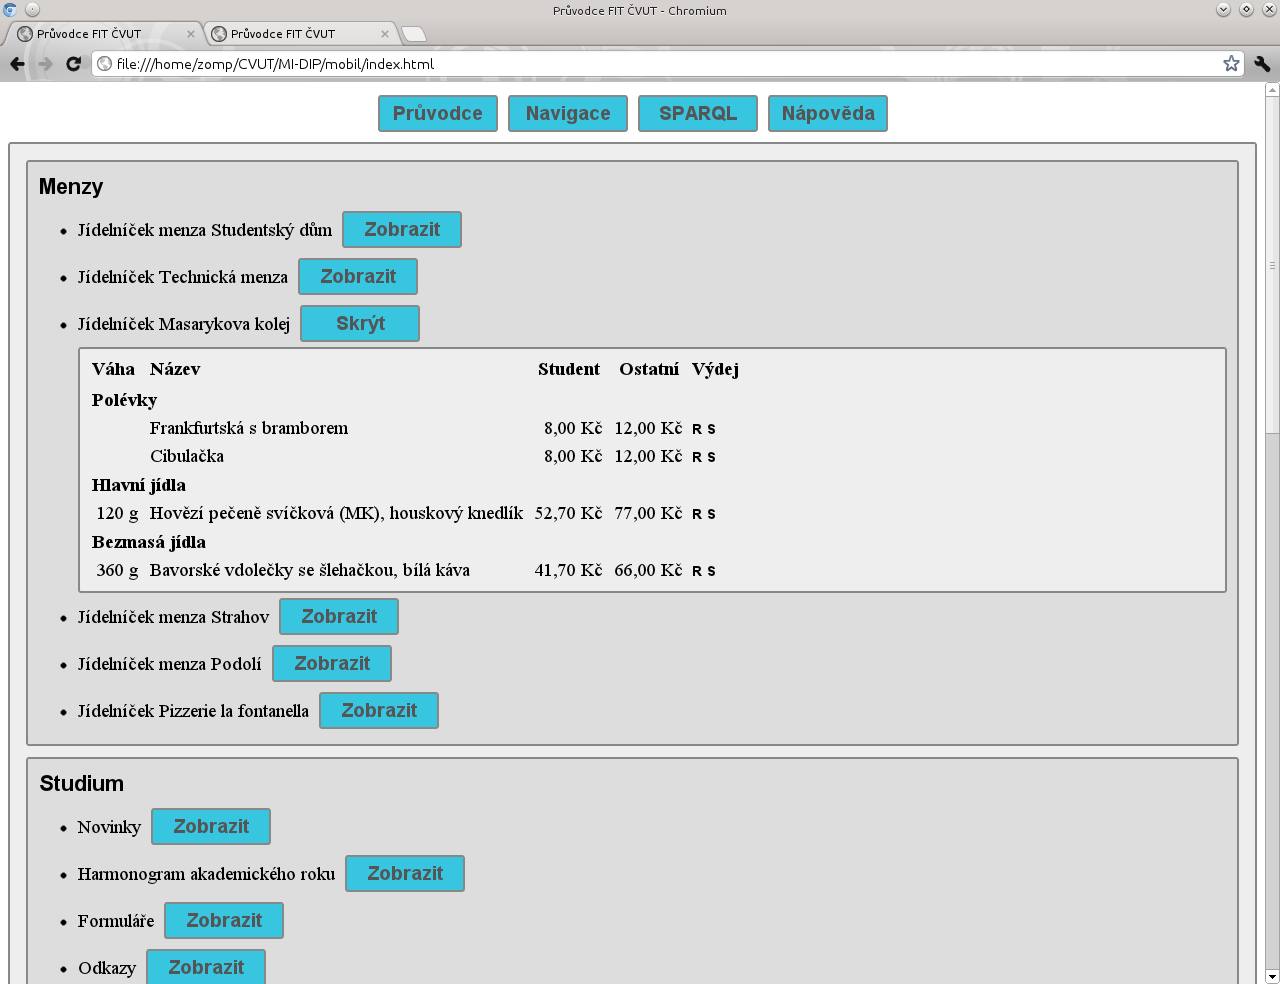 Průvodce FIT ČVUT - Chromium
Průvodce FIT ČVUT Průvodce FIT ČVUT
file:///home/zomp/CVUT/MI-DIP/mobil/index.html
Průvodce Navigace SPARQL Nápověda
Menzy
Jídelníček menza Studentský dům Zobrazit
Jídelníček Technická menza Zobrazit
Jídelníček Masarykova kolej Skrýt
Váha Název Student Ostatní Výdej
Polévky
Frankfurtská s bramborem 8,00 Kč 12,00 Kč R S
Cibulačka 8,00 Kč 12,00 Kč R S
Hlavní jídla
120 g Hovězí pečeně svíčková (MK), houskový knedlík 52,70 Kč 77,00 Kč R S
Bezmasá jídla
360 g Bavorské vdolečky se šlehačkou, bílá káva 41,70 Kč 66,00 Kč R S
Jídelníček menza Strahov Zobrazit
Jídelníček menza Podolí Zobrazit
Jídelníček Pizzerie la fontanella Zobrazit
Studium
Novinky Zobrazit
Harmonogram akademického roku Zobrazit
Formuláře Zobrazit
Odkazy Zobrazit